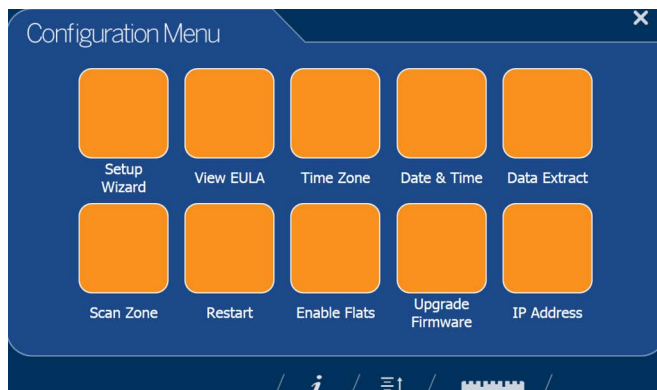 Configuration Menu
Setup
Wizard
View EULA
Time Zone
Date & Time
Data Extract
Scan Zone
Restart
Enable Flats
Upgrade
Firmware
IP Address